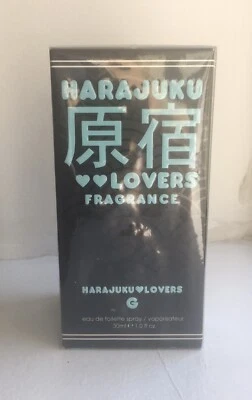 HARAJUKU
原宿
♥♥LOVERS
FRAGRANCE
HARAJUKU♥LOVERS
G
eau de toilette spray / vaporisateur
30ml e 1.0 fl oz